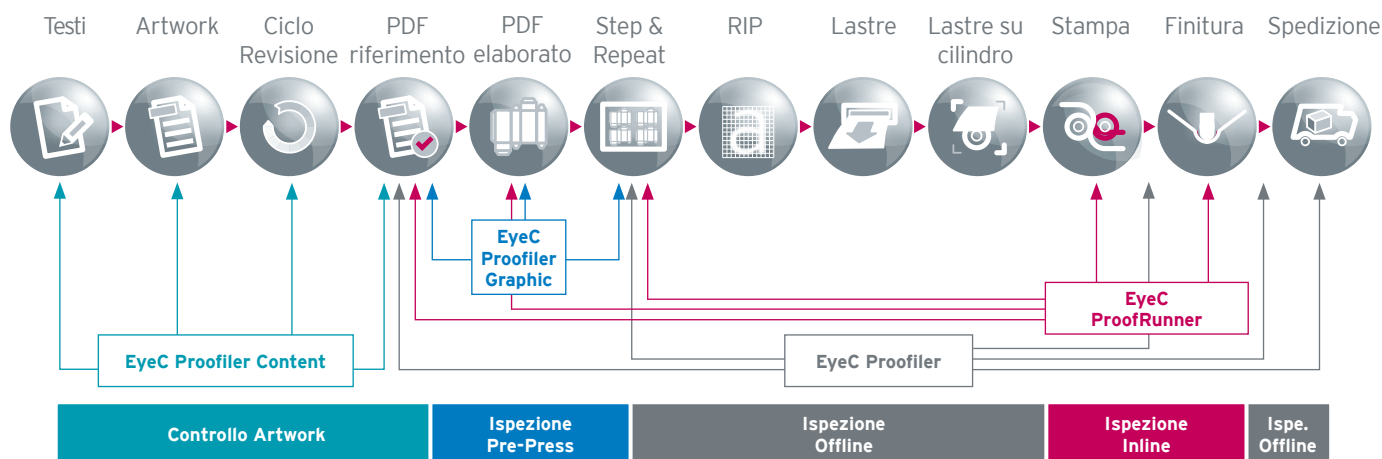 Testi
Artwork
Ciclo
Revisione
PDF
riferimento
PDF
elaborato
Step &
Repeat
RIP
Lastre
Lastre su
cilindro
Stampa
Finitura
Spedizione
a
EyeC
Proofiler
Graphic
EyeC
ProofRunner
EyeC Proofiler Content
EyeC Proofiler
Controllo Artwork
Ispezione
Pre-Press
Ispezione
Offline
Ispezione
Inline
Ispe.
Offline